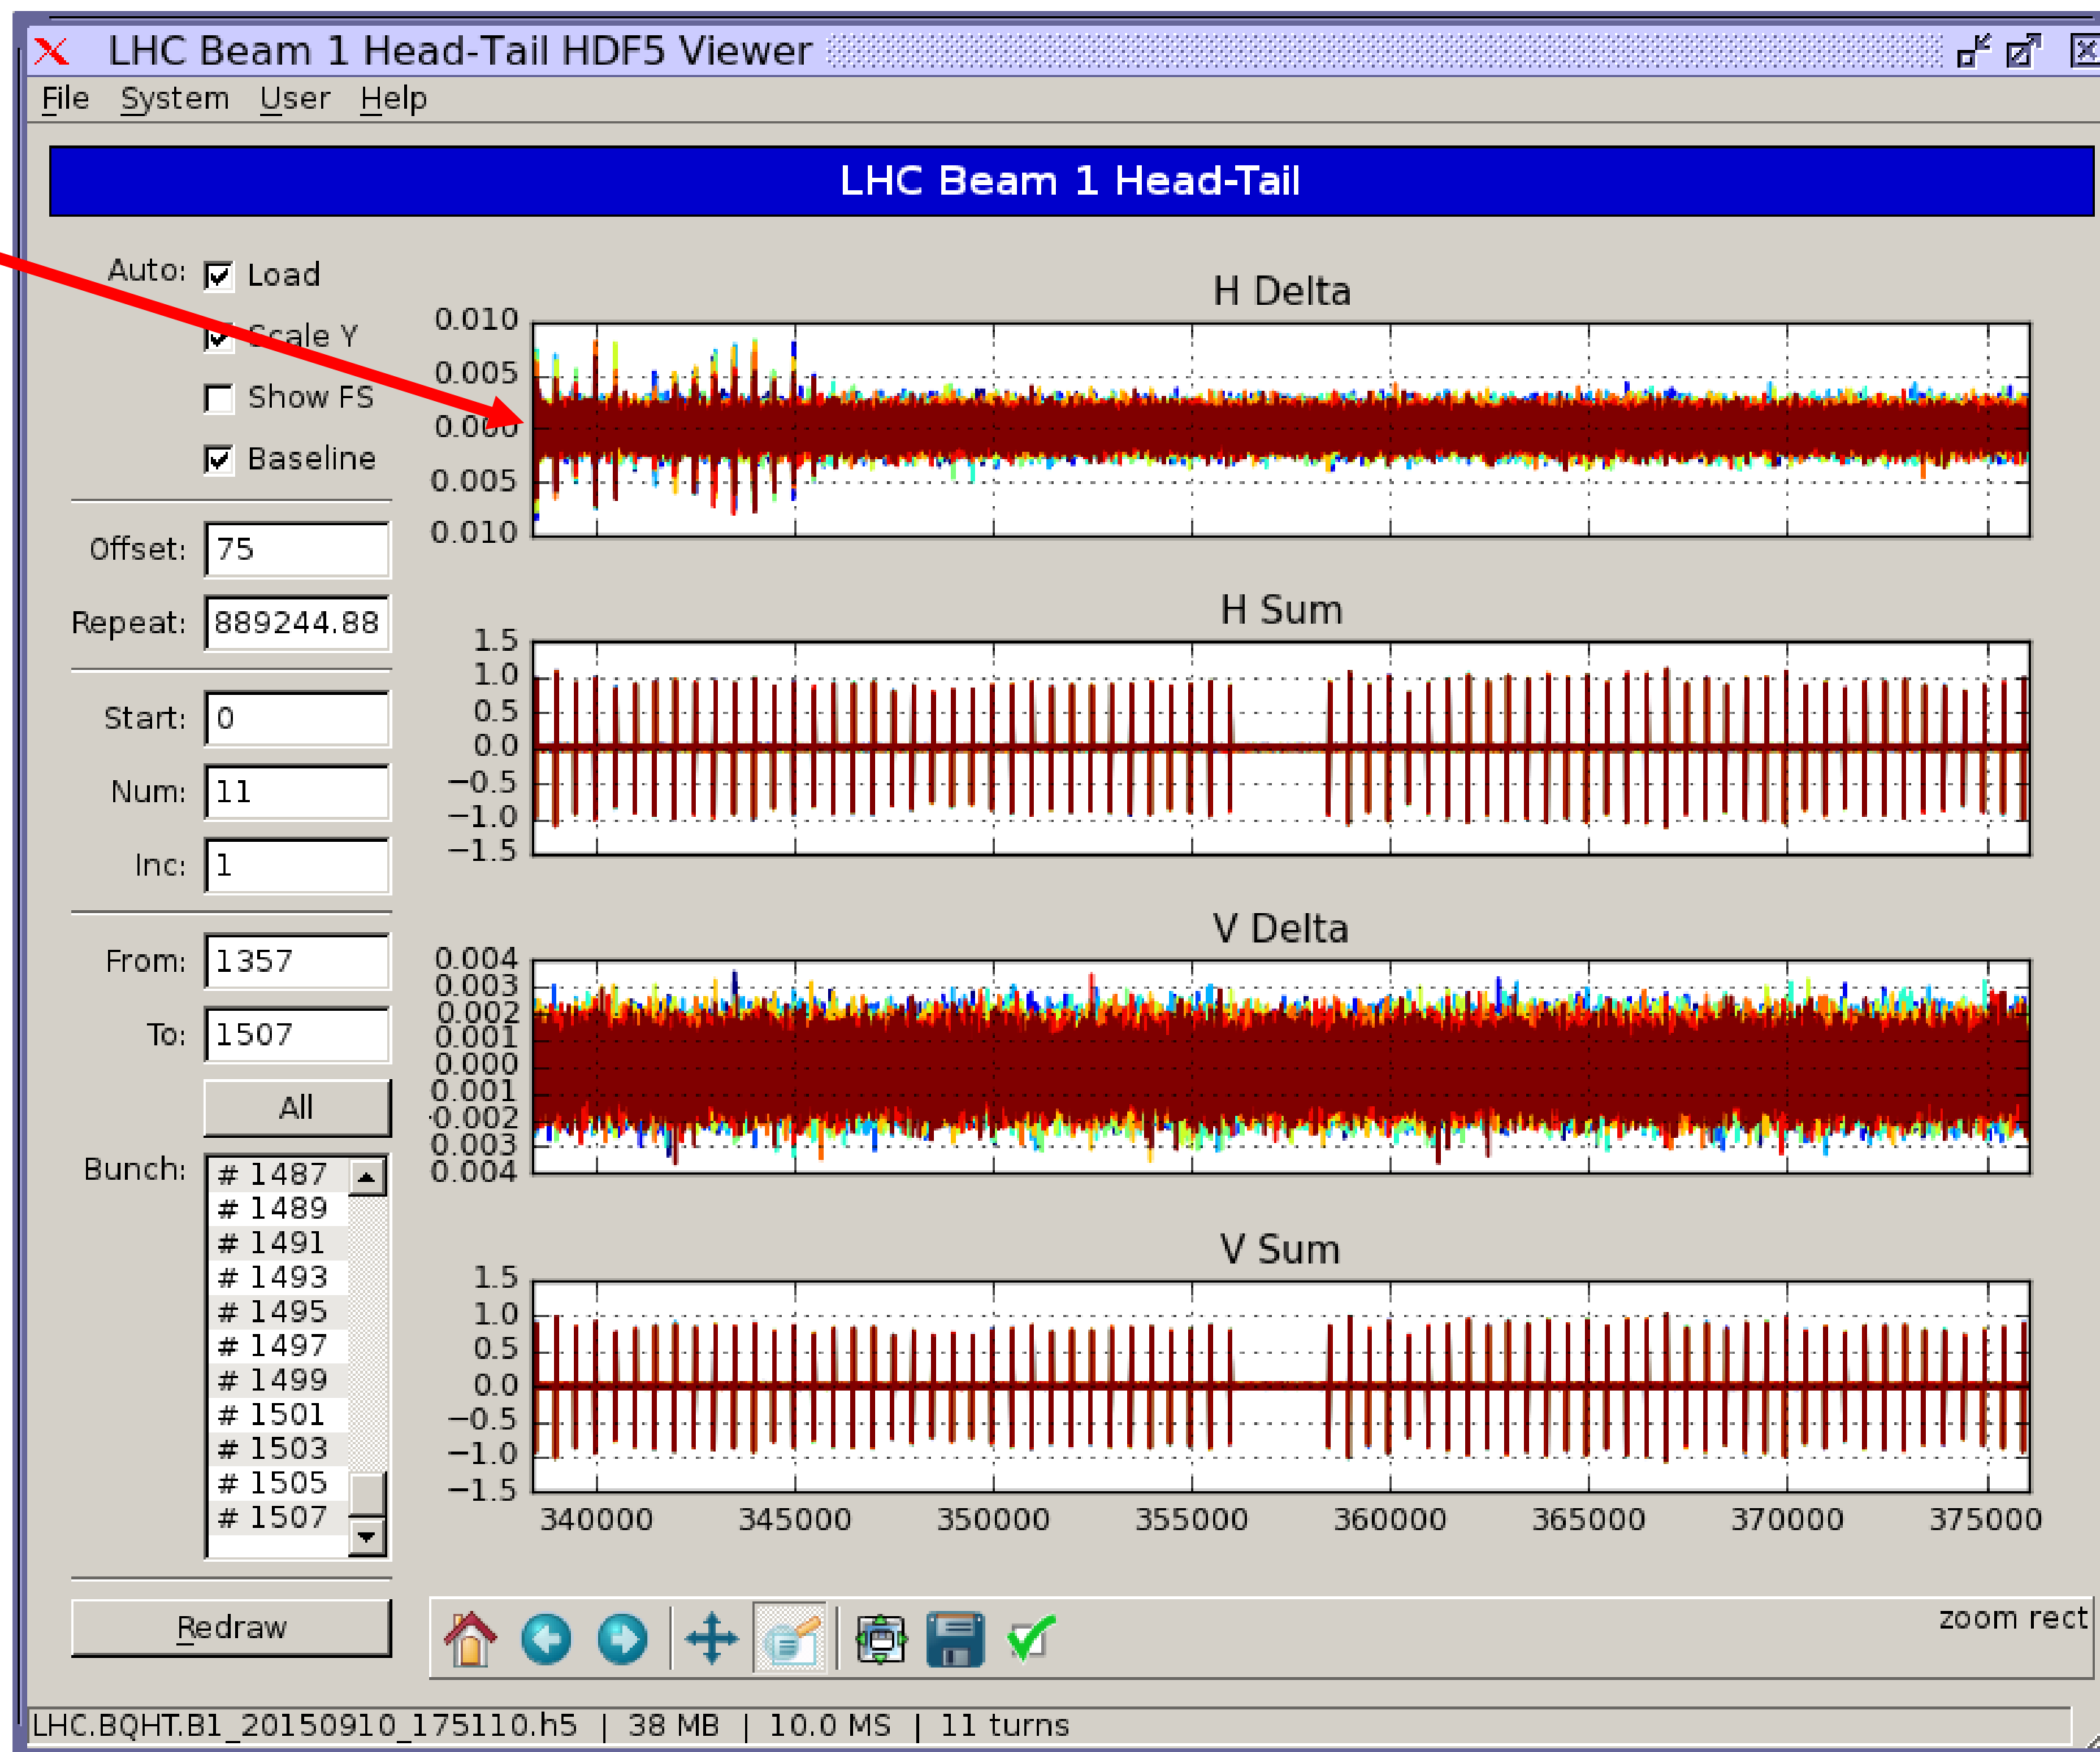 LHC Beam 1 Head-Tail HDF5 Viewer
File System User Help
LHC Beam 1 Head-Tail
Auto:
Load
Scale Y
Show FS
Baseline
Offset: 75
Repeat: 889244.88
Start: 0
Num: 11
Inc: 1
From: 1357
To: 1507
All
Bunch:
# 1487
# 1489
# 1491
# 1493
# 1495
# 1497
# 1499
# 1501
# 1503
# 1505
# 1507
Redraw
H Delta
0.010
0.005
0.000
0.005
0.010
H Sum
1.5
1.0
0.5
0.0
−0.5
−1.0
−1.5
V Delta
0.004
0.003
0.002
0.001
0.000
0.001
-0.002
0.003
0.004
V Sum
1.5
1.0
0.5
0.0
−0.5
−1.0
−1.5
340000 345000 350000 355000 360000 365000 370000 375000
zoom rect
LHC.BQHT.B1_20150910_175110.h5 | 38 MB | 10.0 MS | 11 turns